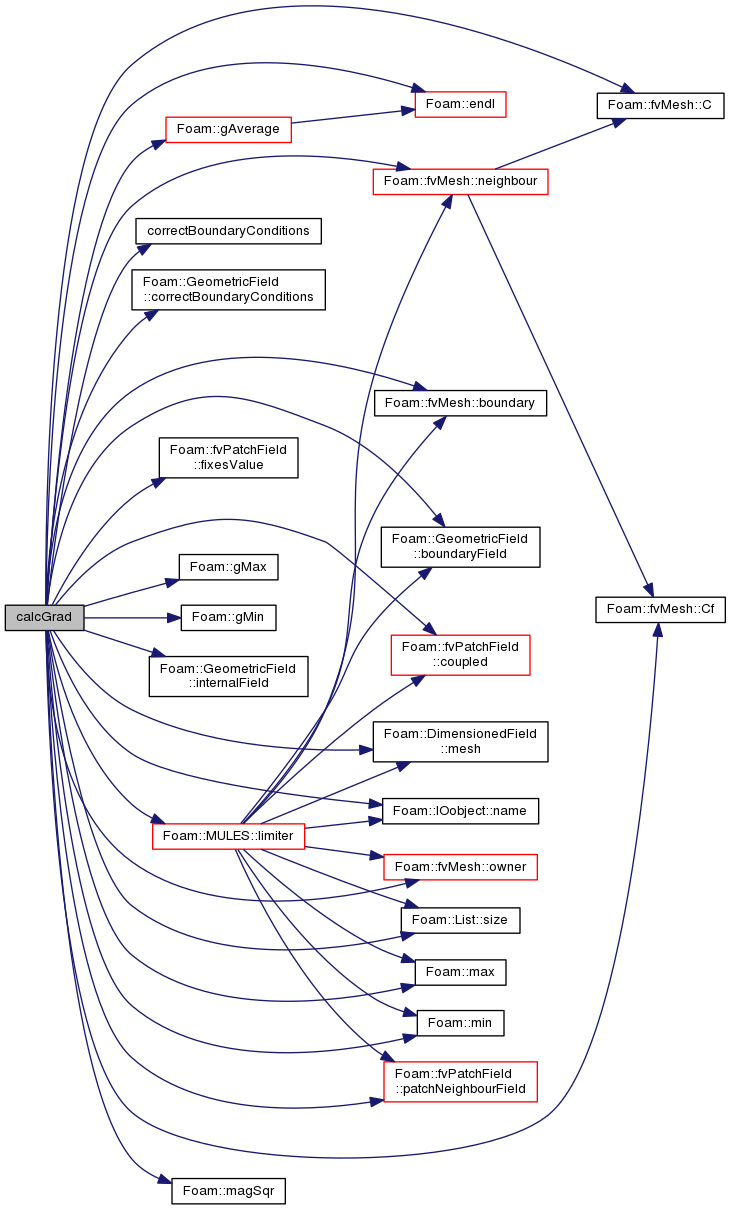 Foam::endl
Foam::fvMesh::C
Foam::gAverage
Foam::fvMesh::neighbour
correctBoundaryConditions
Foam::GeometricField
::correctBoundaryConditions
Foam::fvMesh::boundary
Foam::fvPatchField
::fixesValue
Foam::GeometricField
::boundaryField
Foam::gMax
calcGrad
Foam::gMin
Foam::fvMesh::Cf
Foam::fvPatchField
::coupled
Foam::GeometricField
::internalField
Foam::DimensionedField
::mesh
Foam::IOobject::name
Foam::MULES::limiter
Foam::fvMesh::owner
Foam::List::size
Foam::max
Foam::min
Foam::fvPatchField
::patchNeighbourField
Foam::magSqr